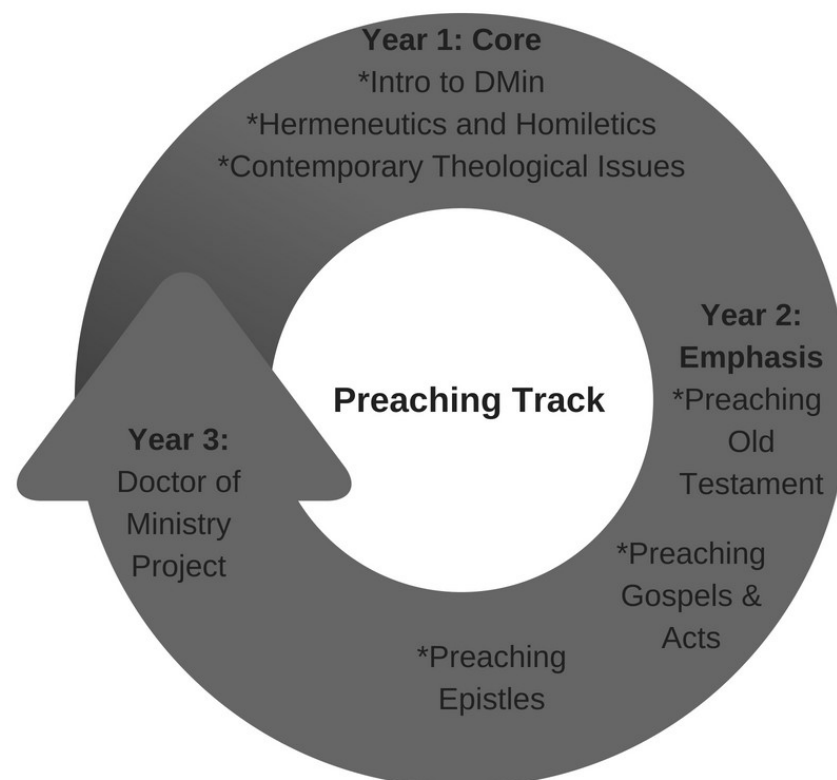 Year 1: Core
*Intro to DMin
*Hermeneutics and Homiletics
*Contemporary Theological Issues
Preaching Track
Year 2:
Emphasis
*Preaching
Old
Testament
*Preaching
Gospels &
Acts
*Preaching
Epistles
Year 3:
Doctor of
Ministry
Project